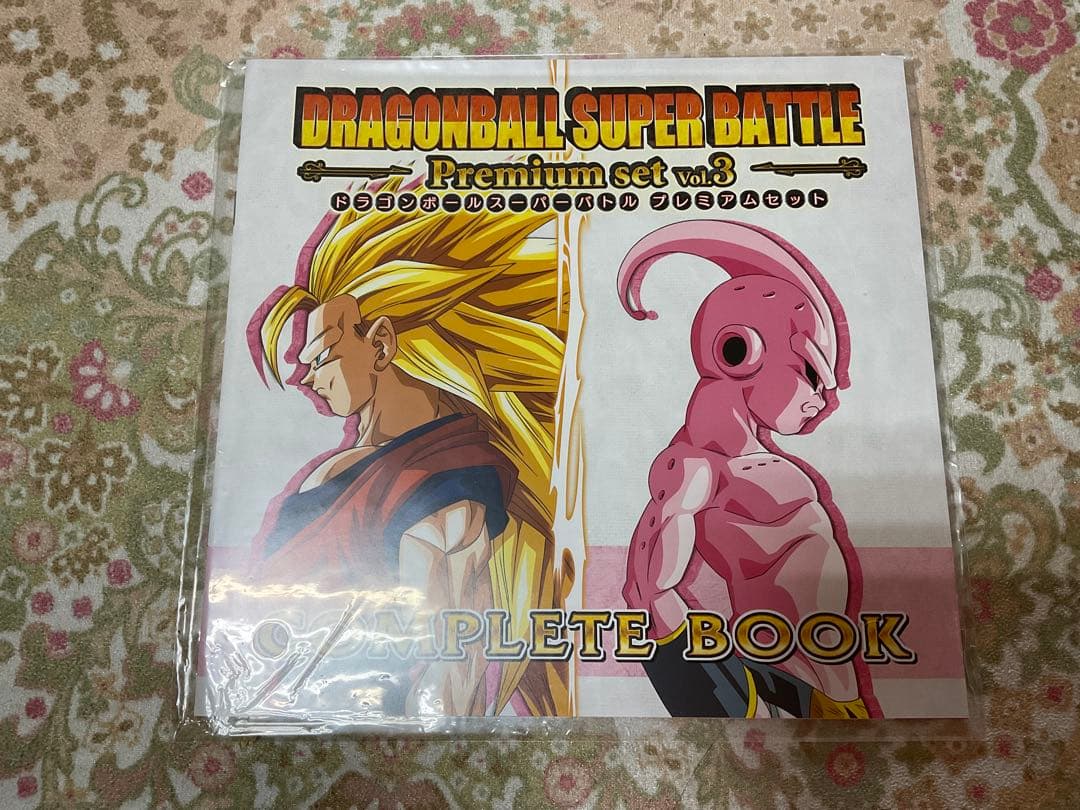 DRAGONBALL SUPER BATTLE
Premium set Vol.3
ドラゴンボールスーパーバトル プレミアムセット
COMPLETE BOOK